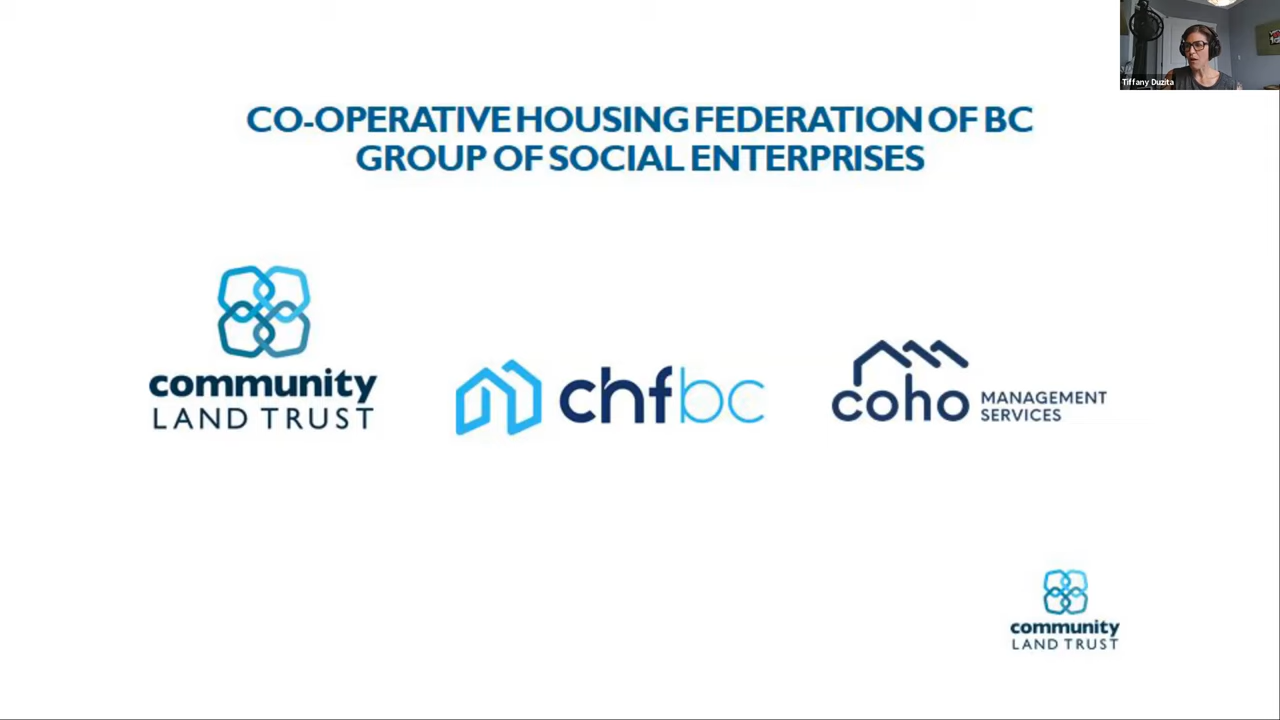 Tiffany Duzita
CO-OPERATIVE HOUSING FEDERATION OF BC
GROUP OF SOCIAL ENTERPRISES
community
LAND TRUST
chfbc
coho
MANAGEMENT
SERVICES
community
LAND TRUST